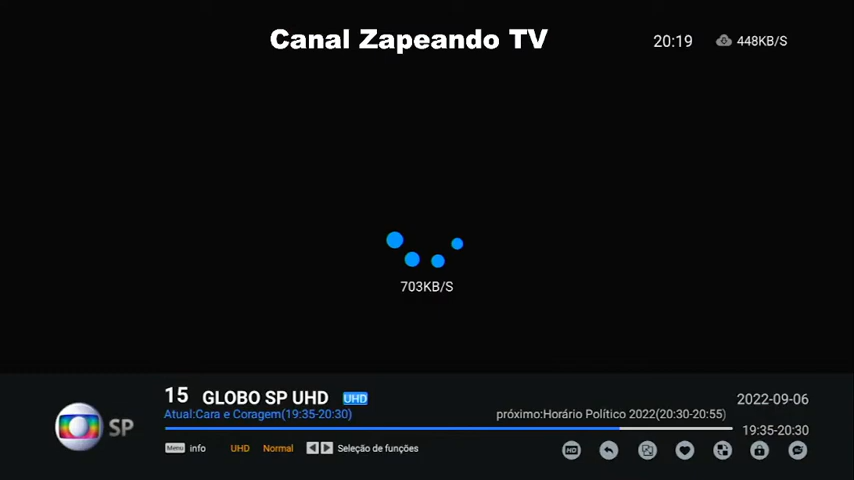 Canal Zapeando TV
20:19
448KB/S
703KB/S
15 GLOBO SP UHD UHD
Atual:Cara e Coragem(19:35-20:30)
próximo:Horário Político 2022(20:30-20:55)
2022-09-06
19:35-20:30
SP
Menu info UHD Normal Seleção de funções
HD